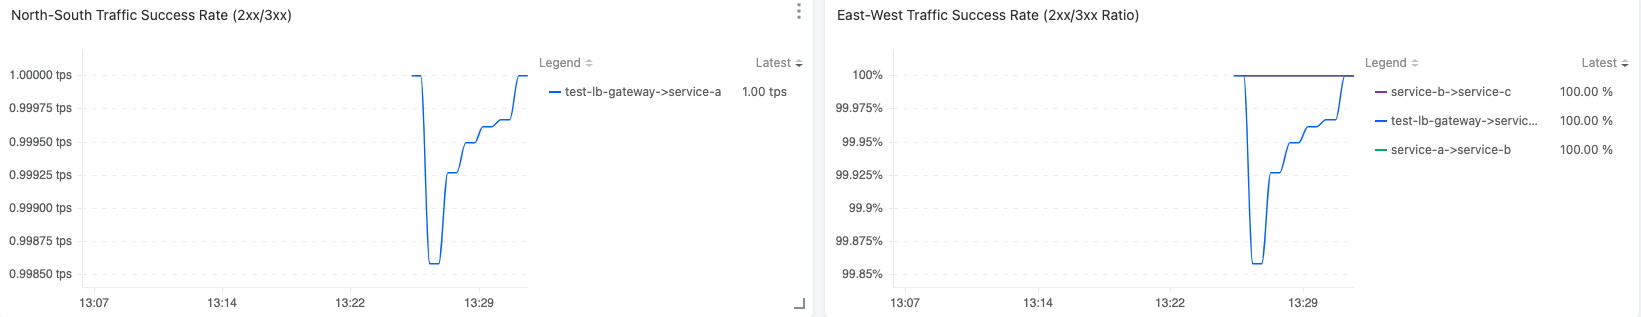 North-South Traffic Success Rate (2xx/3xx)
1.00000 tps
0.99975 tps
0.99950 tps
0.99925 tps
0.99900 tps
0.99875 tps
0.99850 tps
13:07 13:14 13:22 13:29
Legend Latest
test-lb-gateway->service-a 1.00 tps
East-West Traffic Success Rate (2xx/3xx Ratio)
100%
99.975%
99.95%
99.925%
99.9%
99.875%
99.85%
13:07 13:14 13:22 13:29
Legend Latest
service-b->service-c 100.00 %
test-lb-gateway->servic... 100.00 %
service-a->service-b 100.00 %